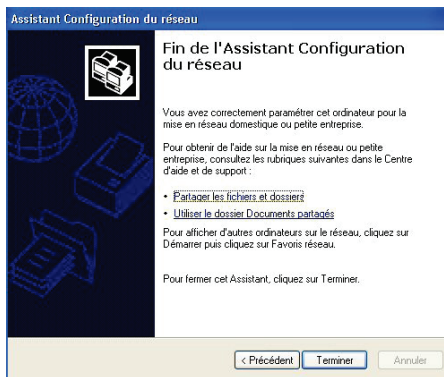 Assistant Configuration du réseau
Fin de l'Assistant Configuration
du réseau
Vous avez correctement paramétré cet ordinateur pour la
mise en réseau domestique ou petite entreprise.
Pour obtenir de l'aide sur la mise en réseau ou petite
entreprise, consultez les rubriques suivantes dans le Centre
d'aide et de support :
• Partager les fichiers et dossiers
• Utiliser le dossier Documents partagés
Pour afficher d'autres ordinateurs sur le réseau, cliquez sur
Démarrer puis cliquez sur Favoris réseau.
Pour fermer cet Assistant, cliquez sur Terminer.
< Précédent
Terminer
Annuler